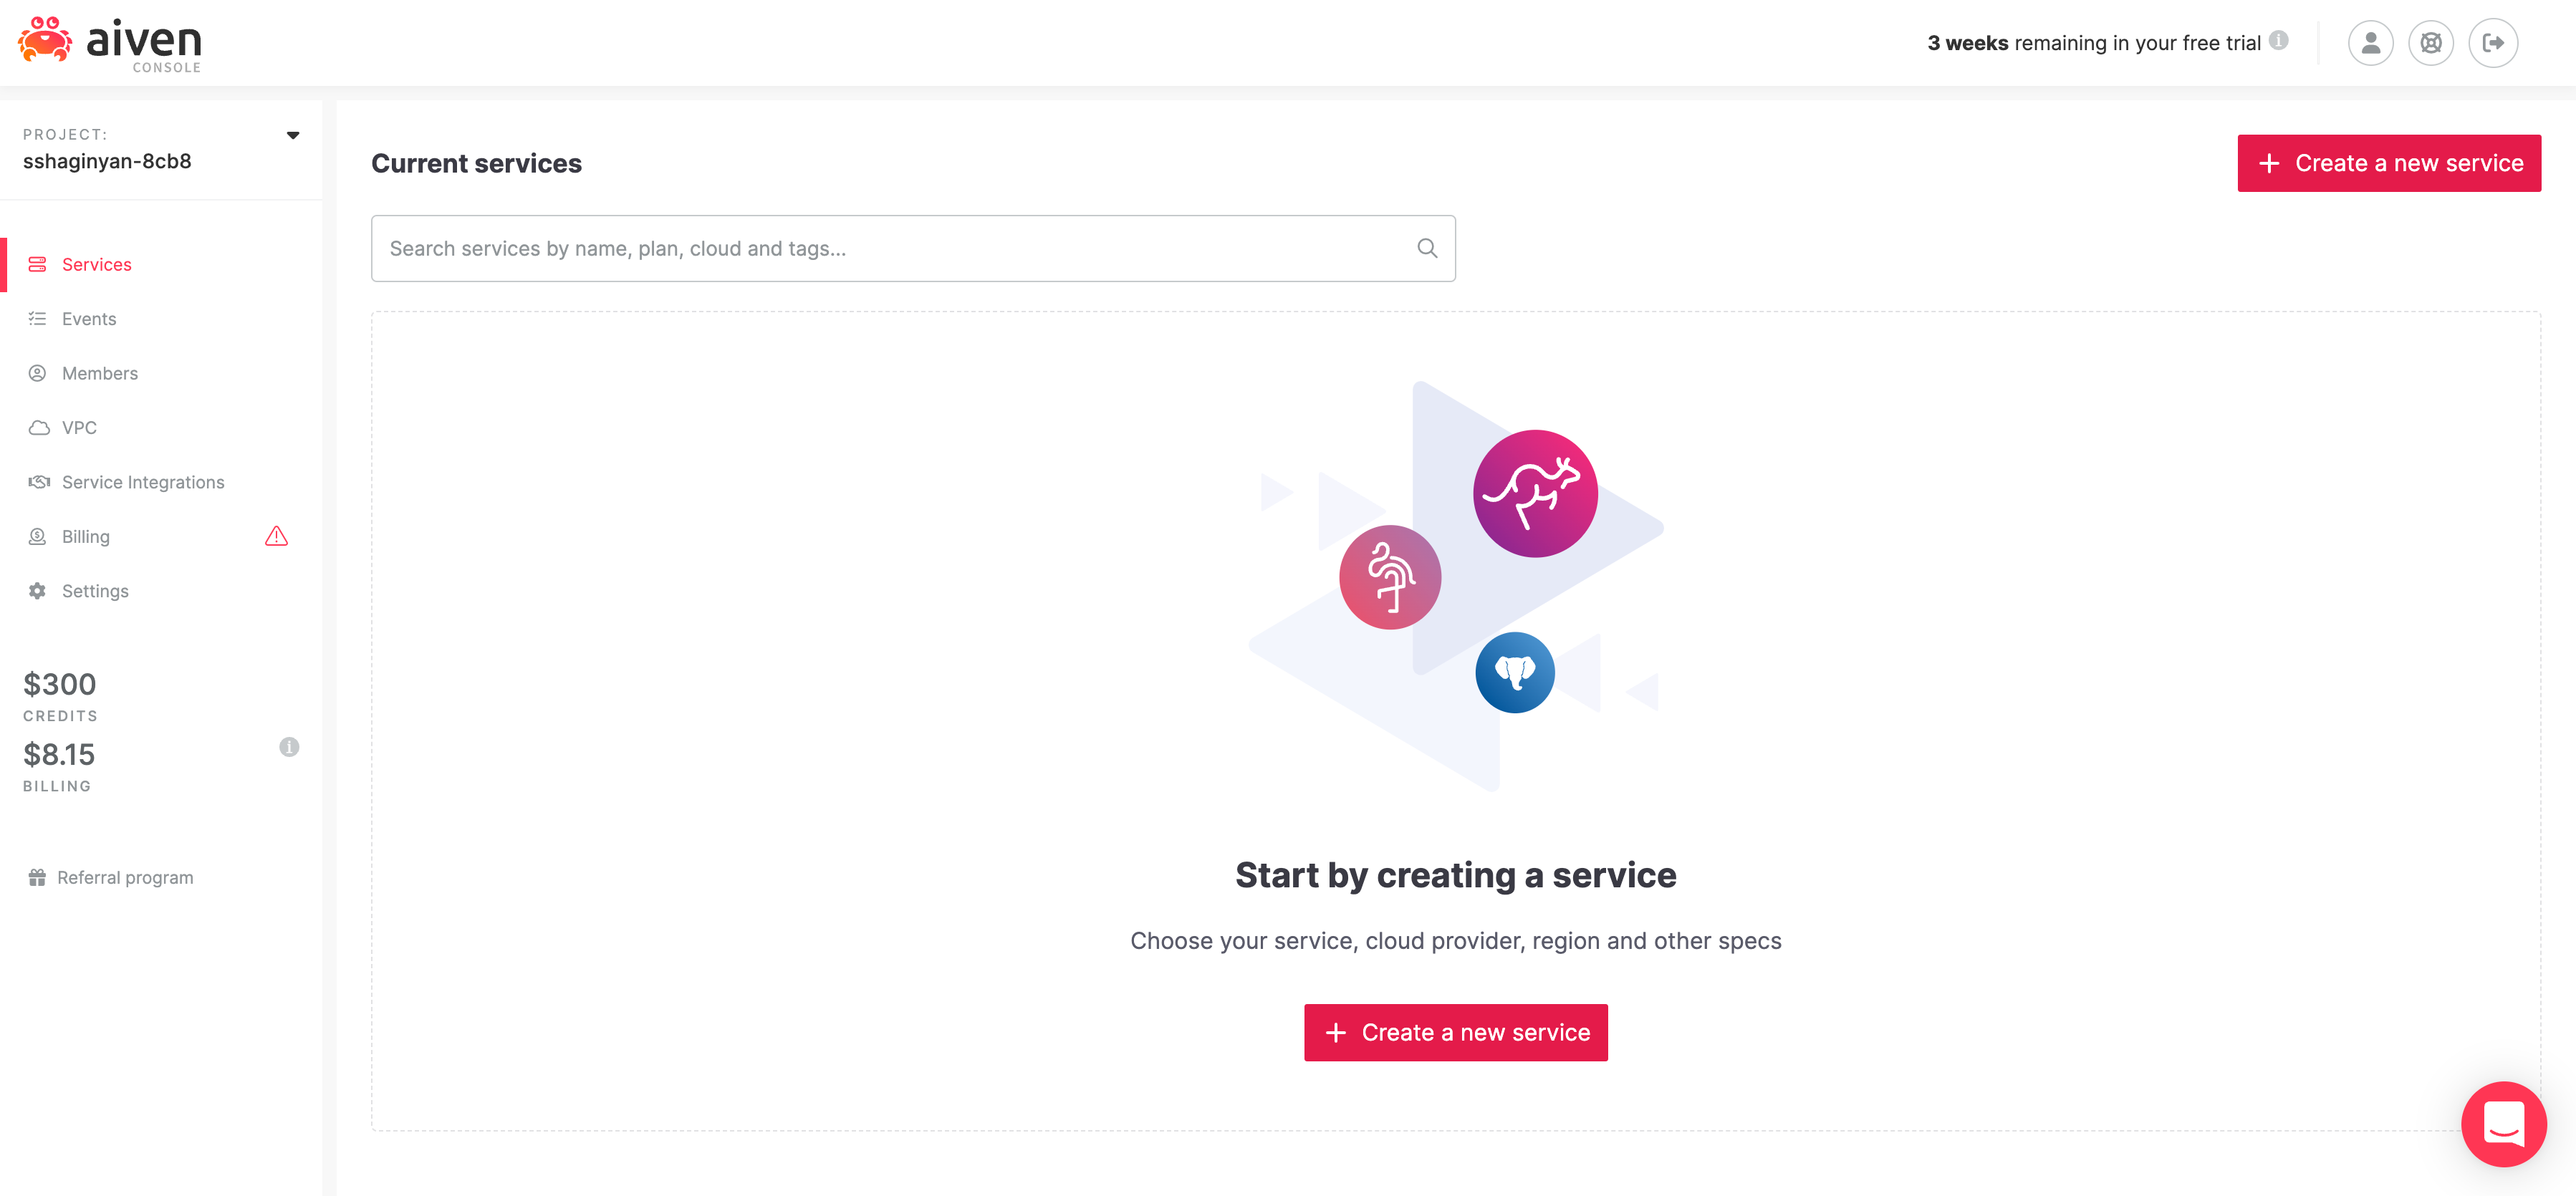 aiven
CONSOLE
3 weeks remaining in your free trial
PROJECT:
sshaginyan-8cb8
Services
Events
Members
VPC
Service Integrations
Billing
Settings
$300
CREDITS
$8.15
BILLING
Referral program
Current services
+ Create a new service
Search services by name, plan, cloud and tags...
Start by creating a service
Choose your service, cloud provider, region and other specs
+ Create a new service